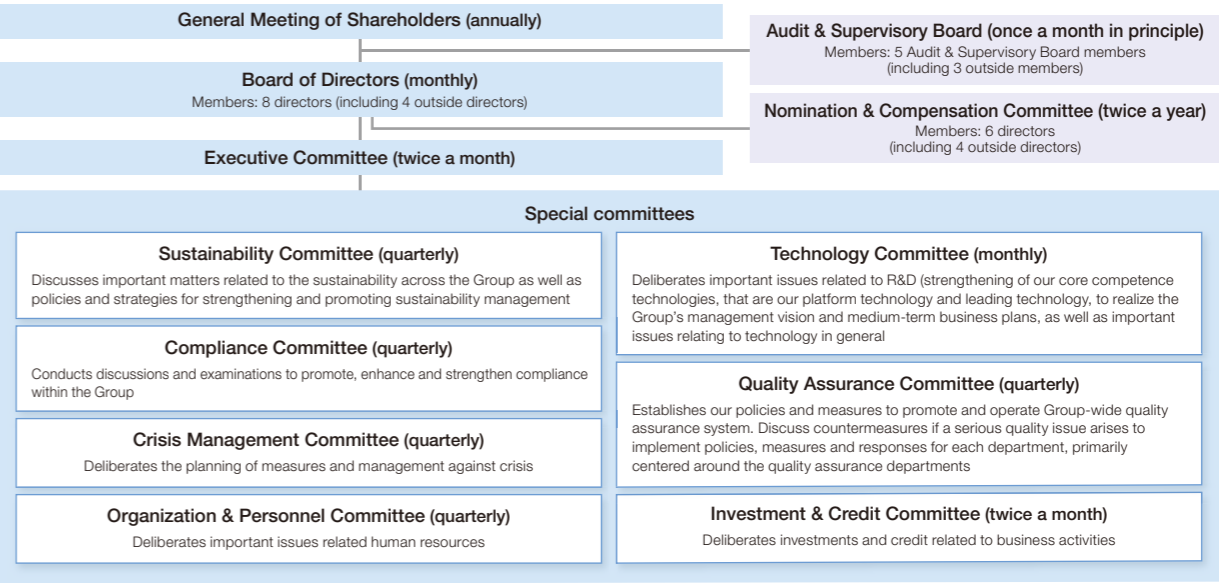 General Meeting of Shareholders (annually)
Audit & Supervisory Board (once a month in principle)
Members: 5 Audit & Supervisory Board members
(including 3 outside members)
Board of Directors (monthly)
Members: 8 directors (including 4 outside directors)
Nomination & Compensation Committee (twice a year)
Members: 6 directors
(including 4 outside directors)
Executive Committee (twice a month)
Special committees
Sustainability Committee (quarterly)
Discusses important matters related to the sustainability across the Group as well as
policies and strategies for strengthening and promoting sustainability management
Compliance Committee (quarterly)
Conducts discussions and examinations to promote, enhance and strengthen compliance
within the Group
Crisis Management Committee (quarterly)
Deliberates the planning of measures and management against crisis
Organization & Personnel Committee (quarterly)
Deliberates important issues related human resources
Technology Committee (monthly)
Deliberates important issues related to R&D (strengthening of our core competence
technologies, that are our platform technology and leading technology, to realize the
Group's management vision and medium-term business plans, as well as important
issues relating to technology in general
Quality Assurance Committee (quarterly)
Establishes our policies and measures to promote and operate Group-wide quality
assurance system. Discuss countermeasures if a serious quality issue arises to
implement policies, measures and responses for each department, primarily
centered around the quality assurance departments
Investment & Credit Committee (twice a month)
Deliberates investments and credit related to business activities